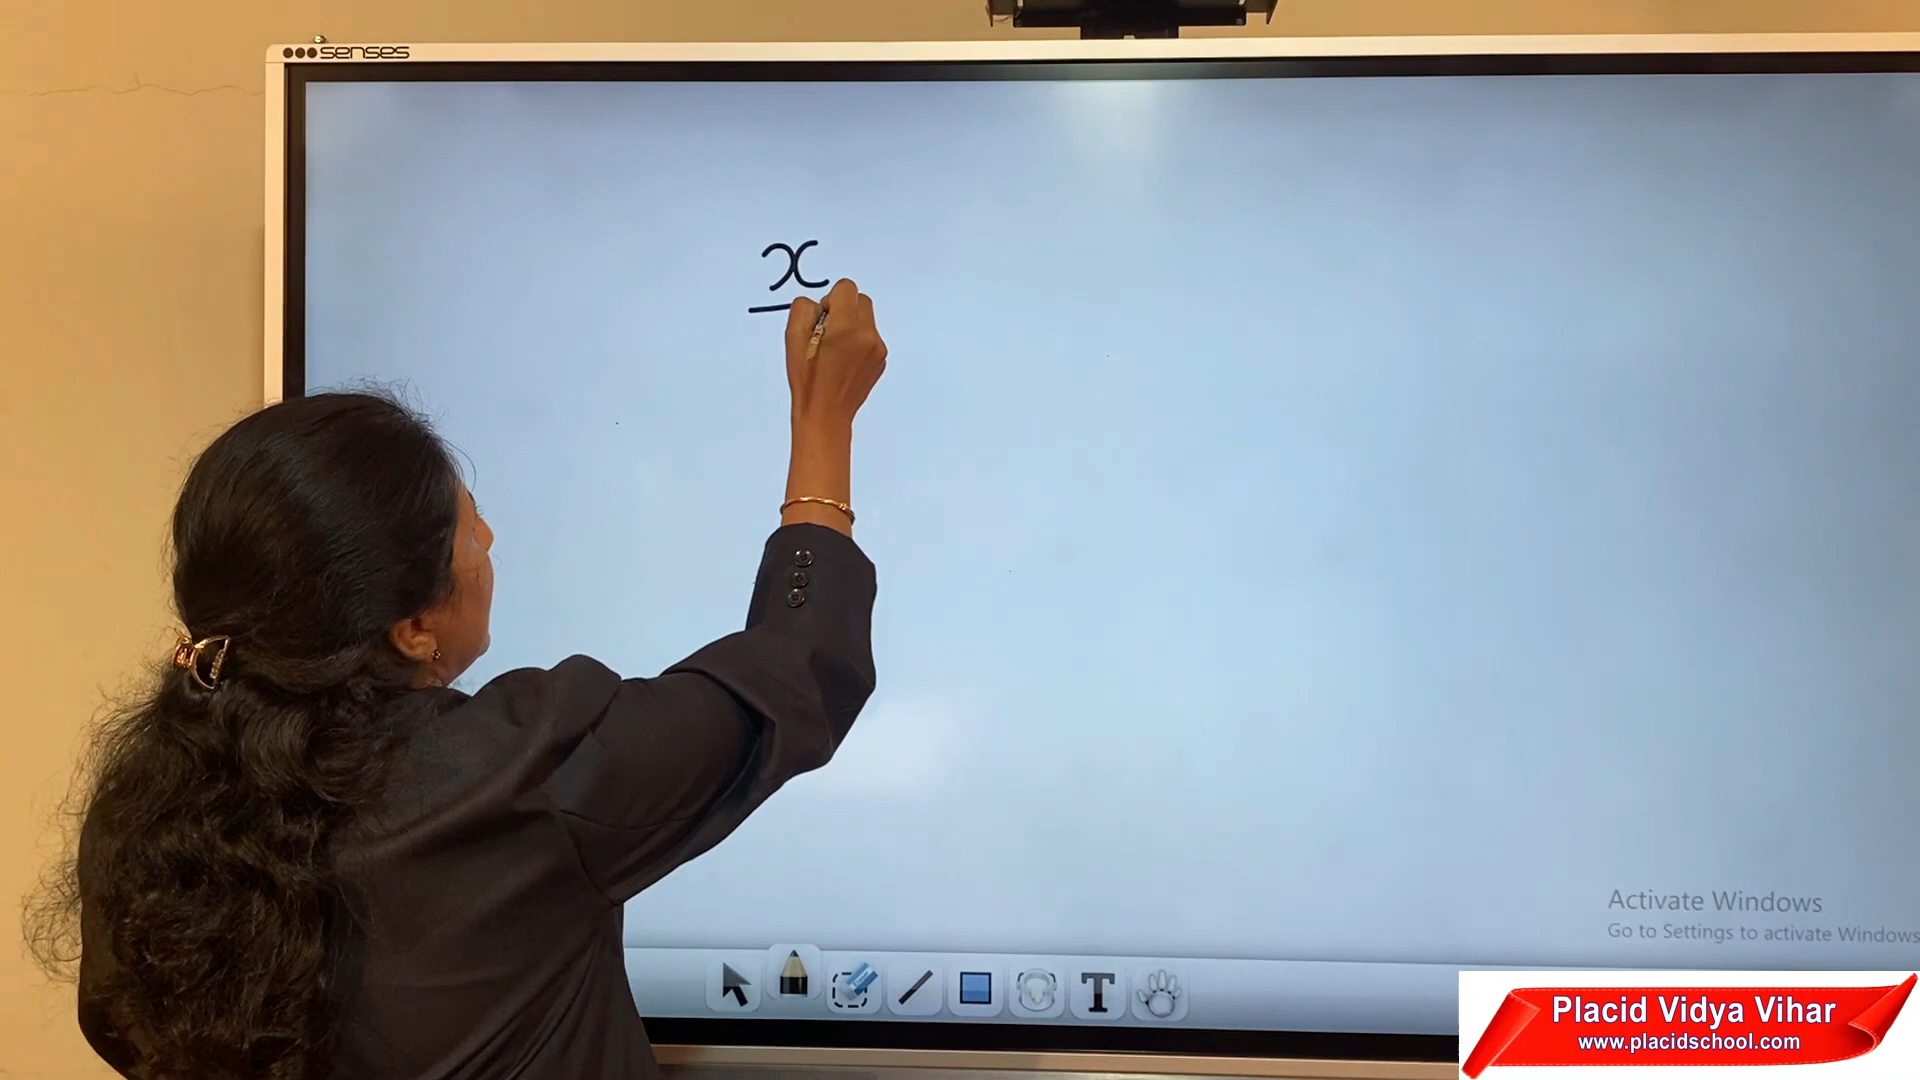 senses
x
T
Activate Windows
Go to Settings to activate Windows
Placid Vidya Vihar
www.placidschool.com